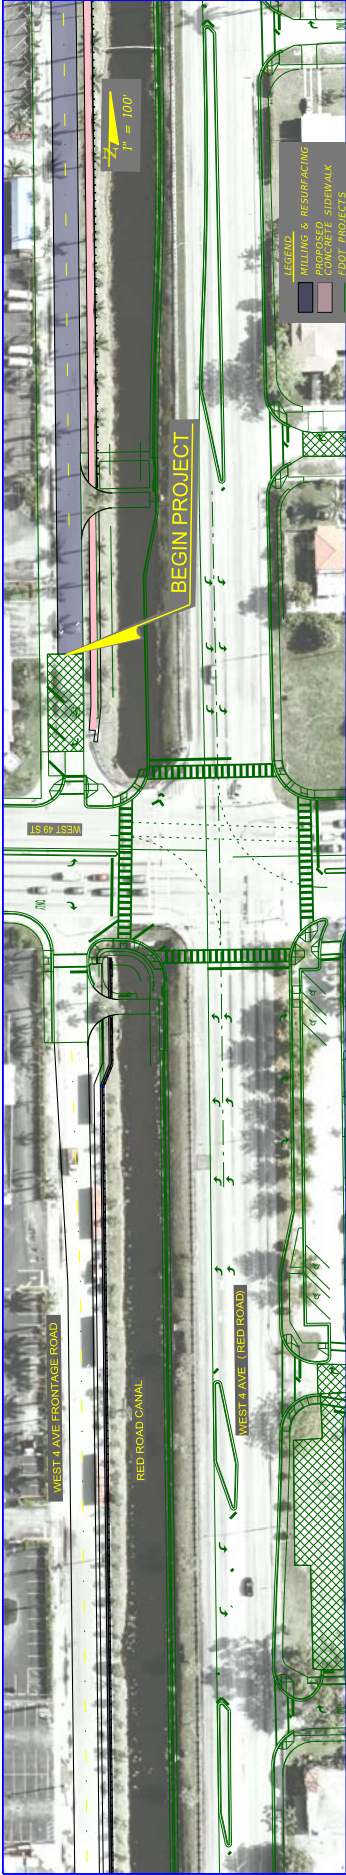 1" = 100'
LEGEND
MILLING & RESURFACING
PROPOSED
CONCRETE SIDEWALK
FDOT PROJECTS
BEGIN PROJECT
WEST 49 ST
ONLY
WEST 4 AVE FRONTAGE ROAD
RED ROAD CANAL
WEST 4 AVE ( RED ROAD)